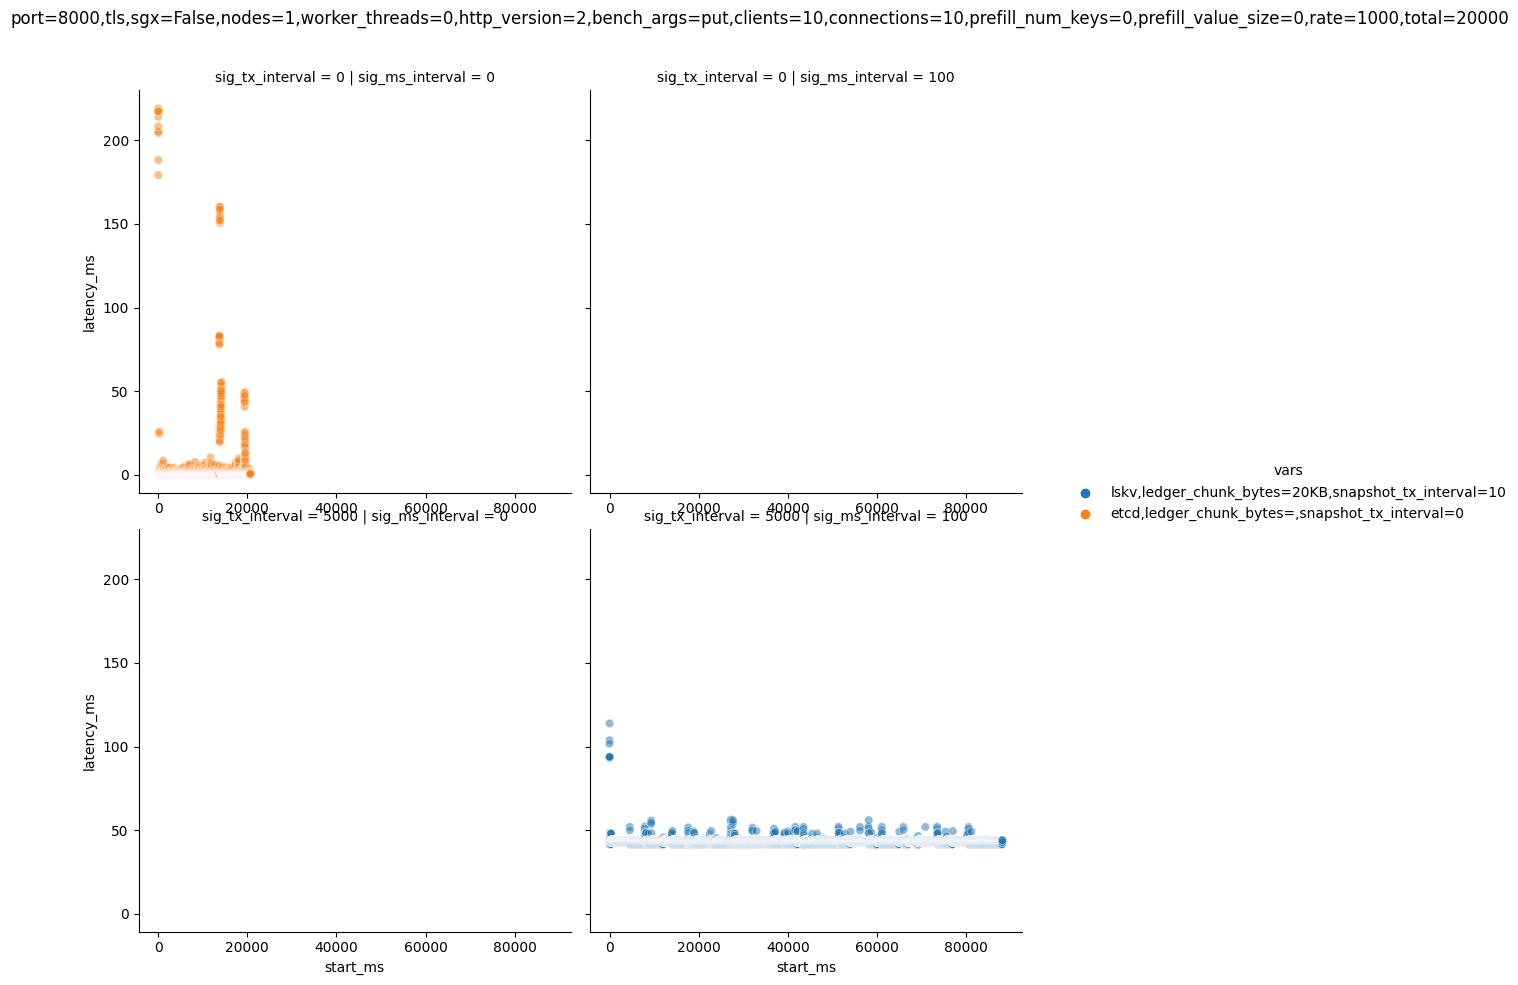 port=8000,tls,sgx=False,nodes=1,worker_threads=0,http_version=2,bench_args=put,clients=10,connections=10,prefill_num_keys=0,prefill_value_size=0,rate=1000,total=20000
sig_tx_interval = 0 | sig_ms_interval = 0
sig_tx_interval = 0 | sig_ms_interval = 100
200
150
100
50
0
latency_ms
0 20000 40000 60000 80000
0 20000 40000 60000 80000
vars
lskv,ledger_chunk_bytes=20KB,snapshot_tx_interval=10
etcd,ledger_chunk_bytes=,snapshot_tx_interval=0
sig_tx_interval = 5000 | sig_ms_interval = 0
sig_tx_interval = 5000 | sig_ms_interval = 100
200
150
100
50
0
latency_ms
0 20000 40000 60000 80000
0 20000 40000 60000 80000
start_ms
start_ms